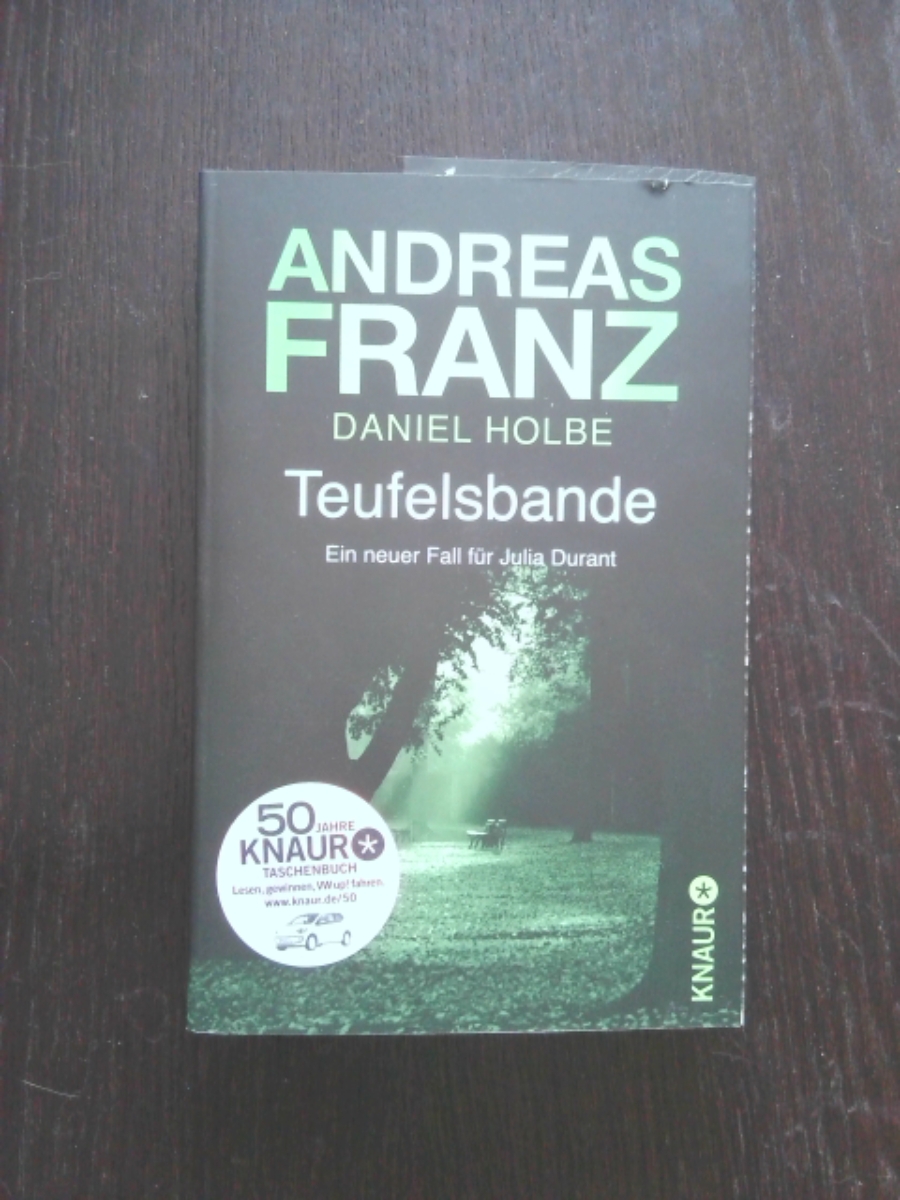 ANDREAS
FRANZ
DANIEL HOLBE
Teufelsbande
Ein neuer Fall für Julia Durant
50 JAHRE
KNAUR
TASCHENBUCH
Lesen, gewinnen, VW up! fahren.
www.knaur.de/50
KNAUR